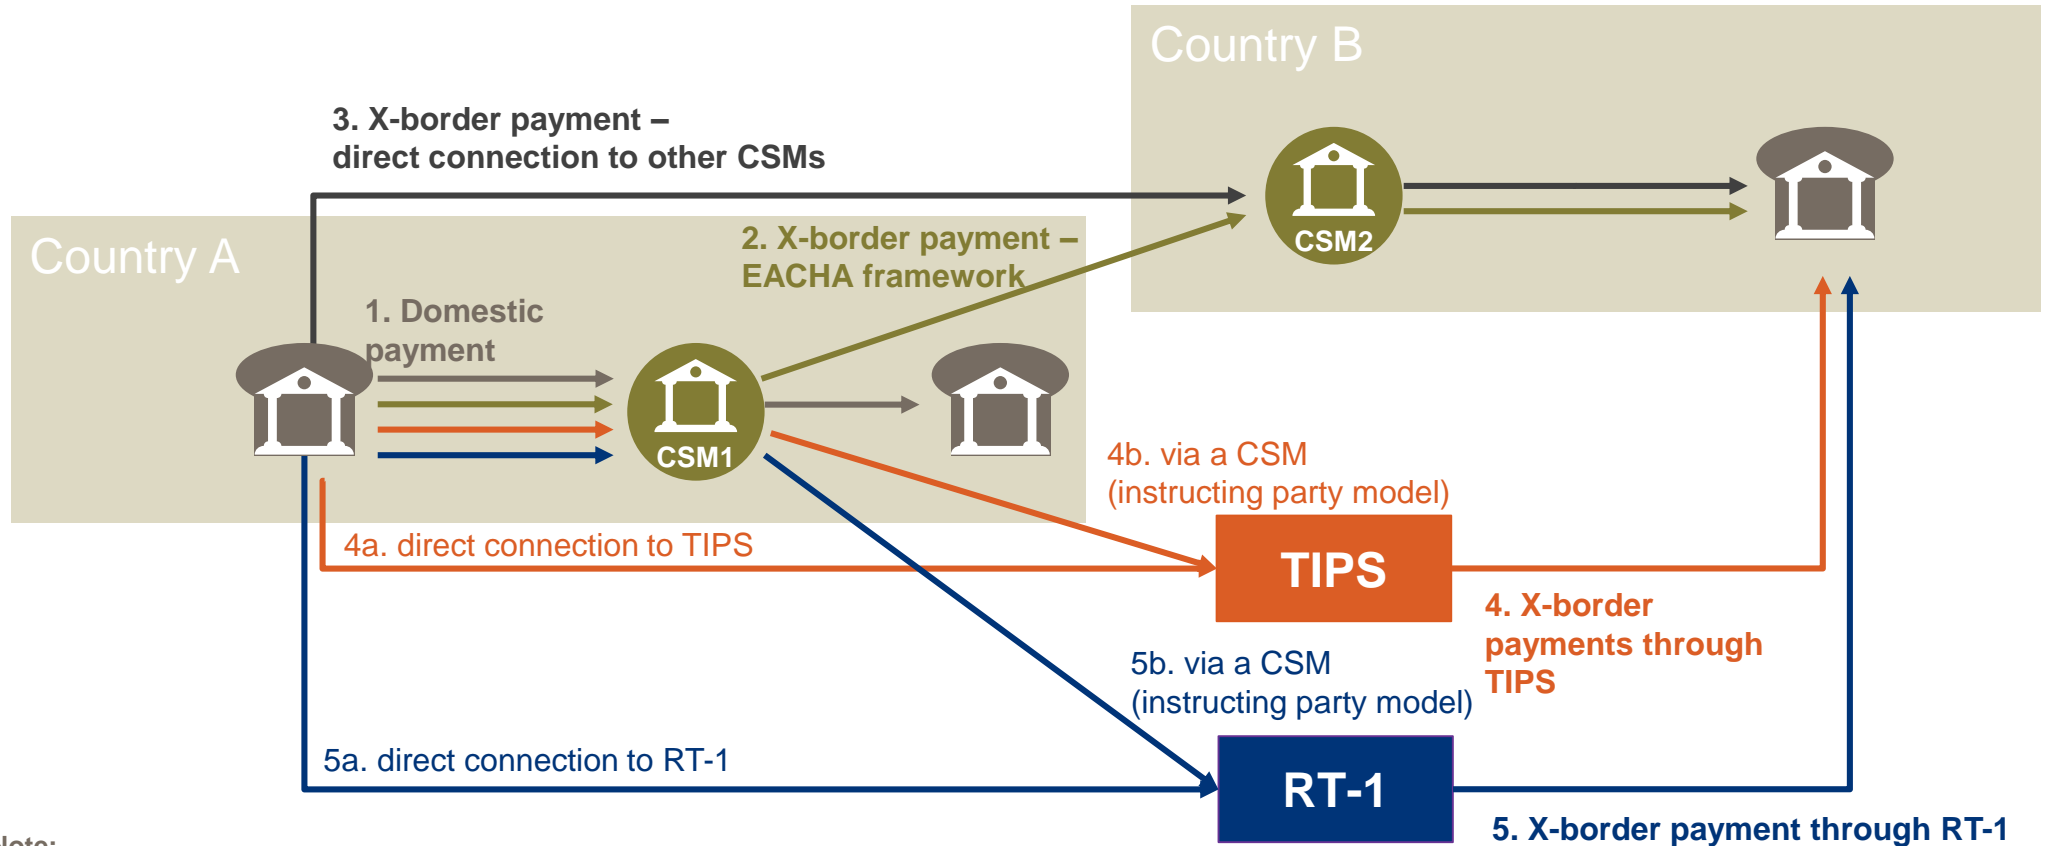 Country B
3. X-border payment –
direct connection to other CSMs
Country A
2. X-border payment –
EACHA framework
CSM2
1. Domestic
payment
CSM1
4b. via a CSM
(instructing party model)
4a. direct connection to TIPS
TIPS
4. X-border
payments through
TIPS
5b. via a CSM
(instructing party model)
5a. direct connection to RT-1
RT-1
5. X-border payment through RT-1
Note: